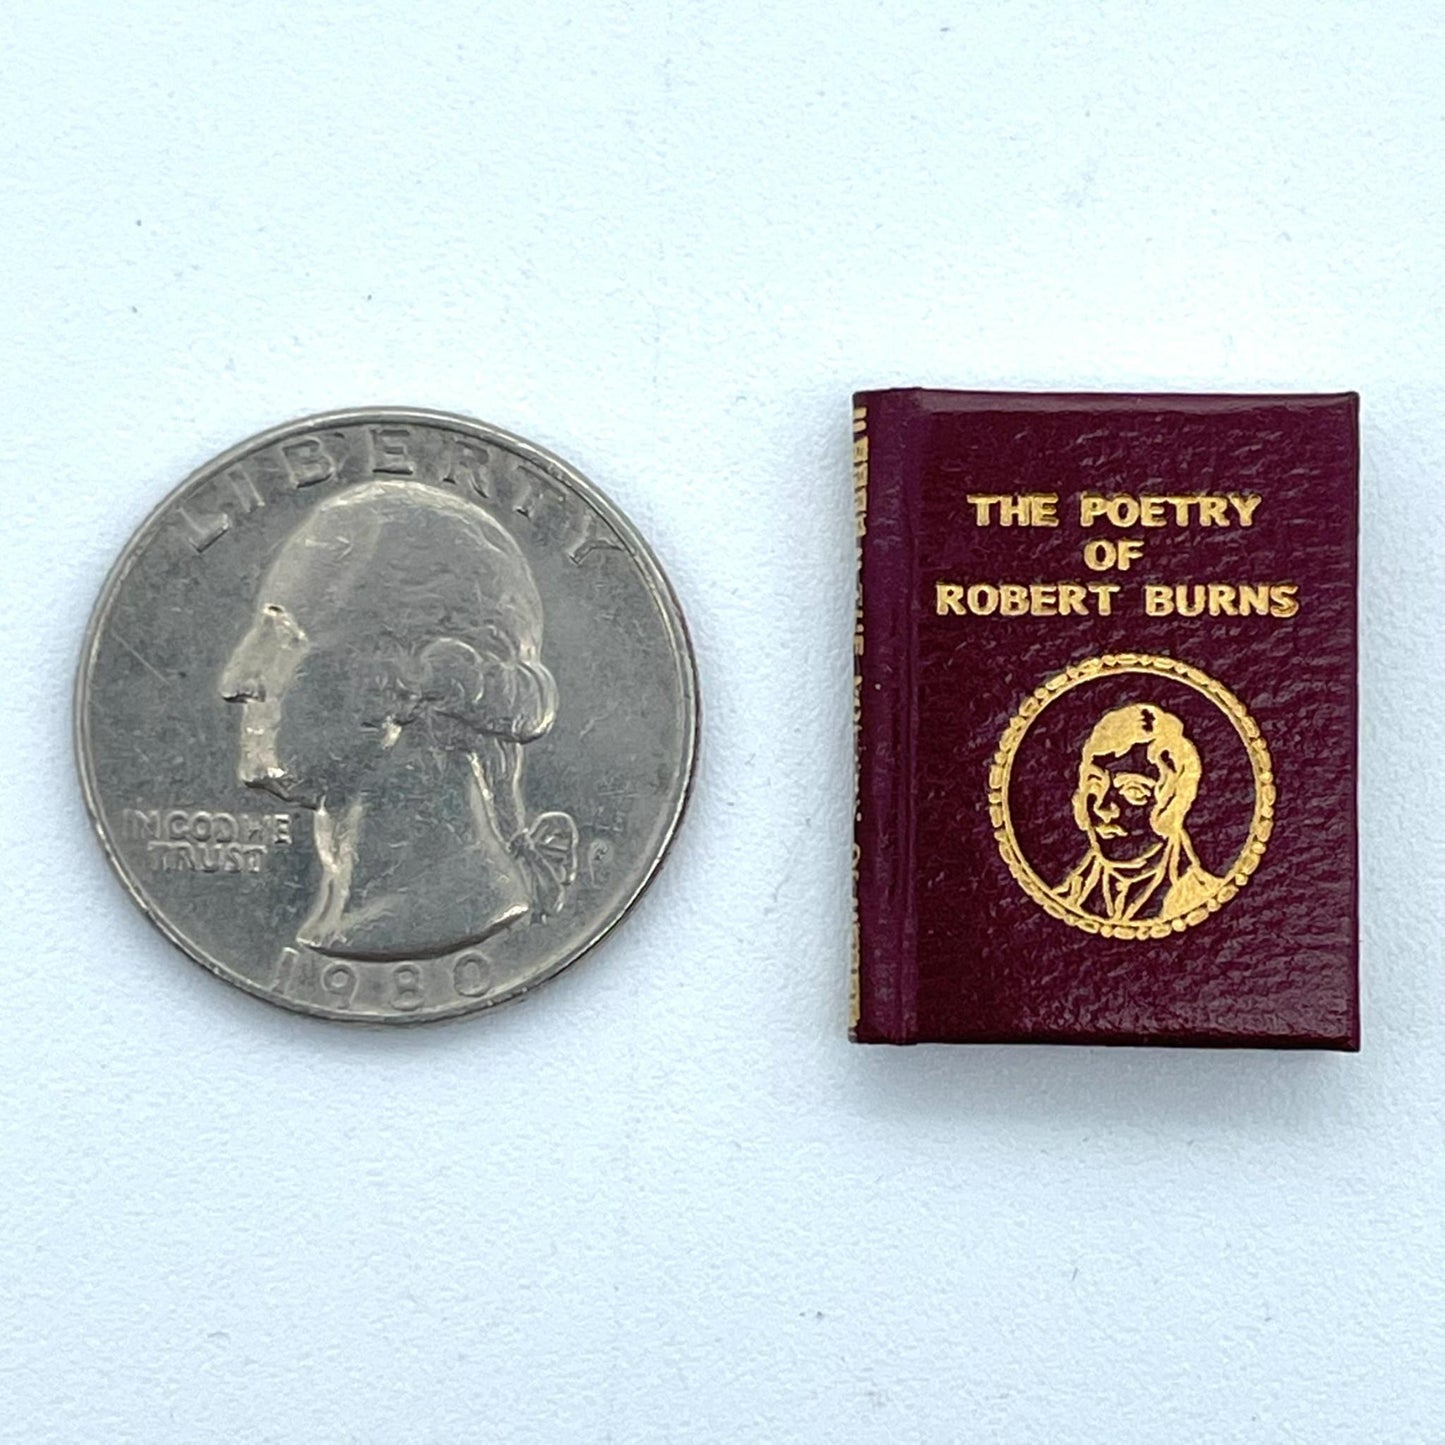 LIBERTY
IN GOD WE
TRUST
1980
THE POETRY
OF
ROBERT BURNS